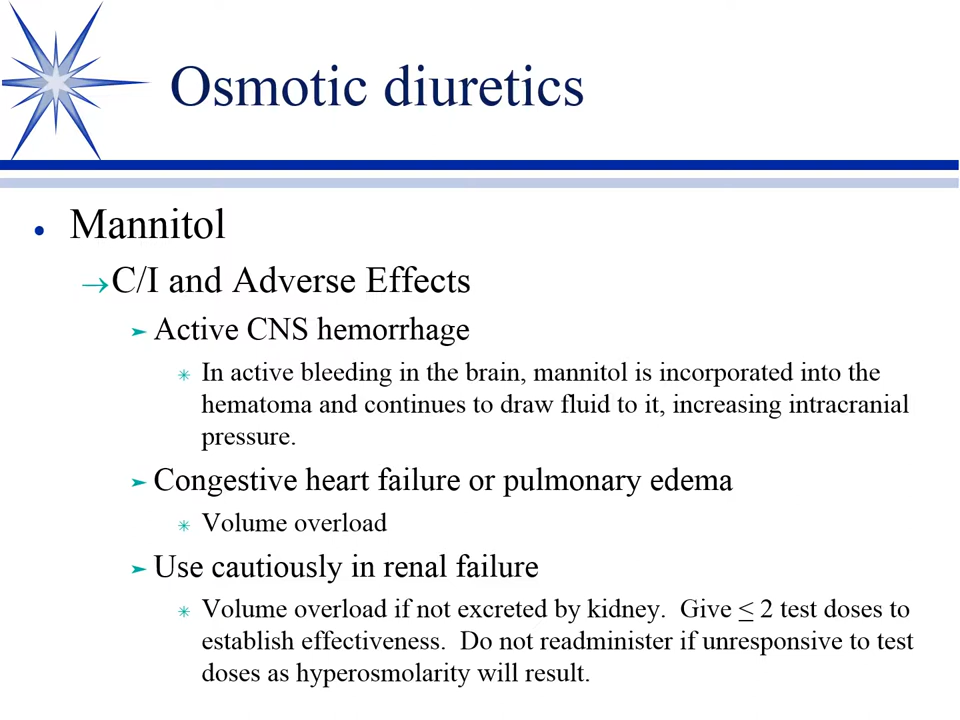 Osmotic diuretics
• Mannitol
→C/I and Adverse Effects
➢ Active CNS hemorrhage
✳ In active bleeding in the brain, mannitol is incorporated into the
hematoma and continues to draw fluid to it, increasing intracranial
pressure.
➢ Congestive heart failure or pulmonary edema
✳ Volume overload
➢ Use cautiously in renal failure
✳ Volume overload if not excreted by kidney.  Give ≤ 2 test doses to
establish effectiveness.  Do not readminister if unresponsive to test
doses as hyperosmolarity will result.